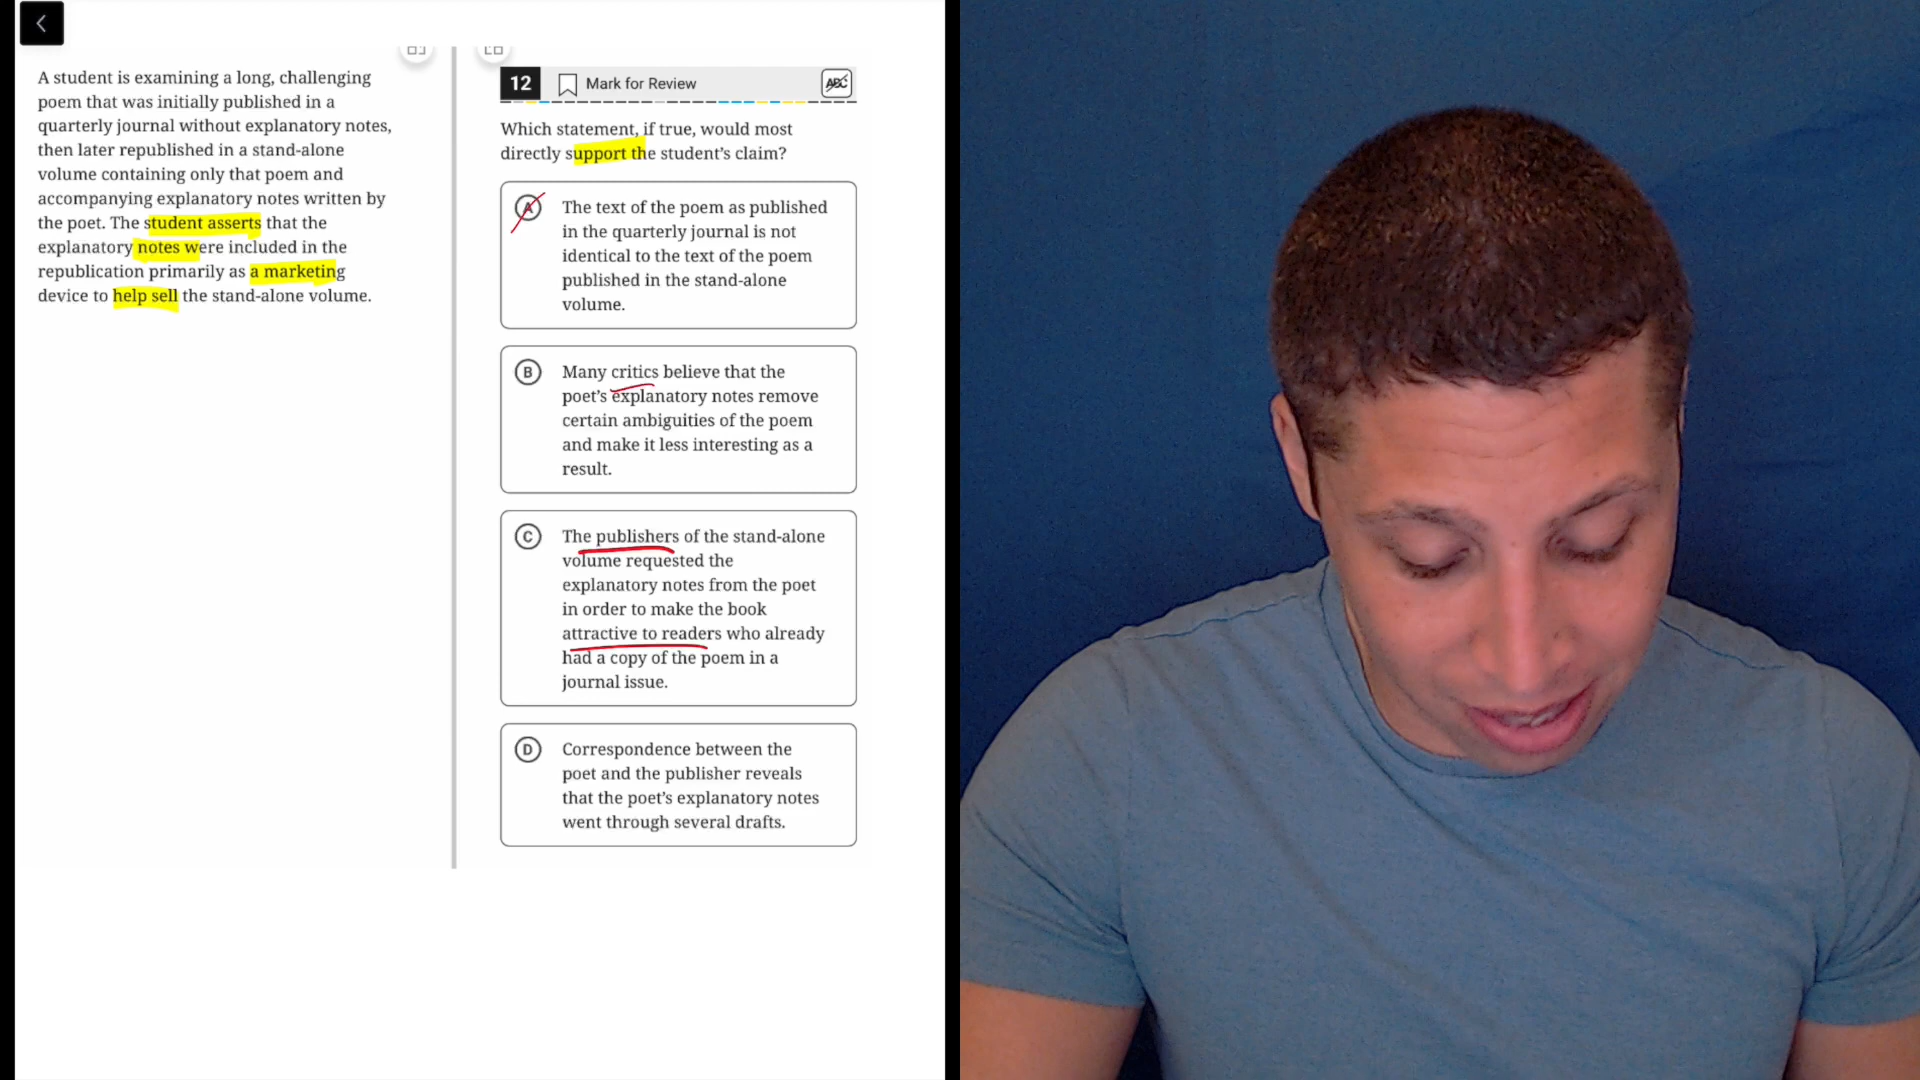 A student is examining a long, challenging
poem that was initially published in a
quarterly journal without explanatory notes,
then later republished in a stand-alone
volume containing only that poem and
accompanying explanatory notes written by
the poet. The student asserts that the
explanatory notes were included in the
republication primarily as a marketing
device to help sell the stand-alone volume.
12 Mark for Review ABC
Which statement, if true, would most
directly support the student's claim?
A The text of the poem as published
in the quarterly journal is not
identical to the text of the poem
published in the stand-alone
volume.
B Many critics believe that the
poet's explanatory notes remove
certain ambiguities of the poem
and make it less interesting as a
result.
C The publishers of the stand-alone
volume requested the
explanatory notes from the poet
in order to make the book
attractive to readers who already
had a copy of the poem in a
journal issue.
D Correspondence between the
poet and the publisher reveals
that the poet's explanatory notes
went through several drafts.